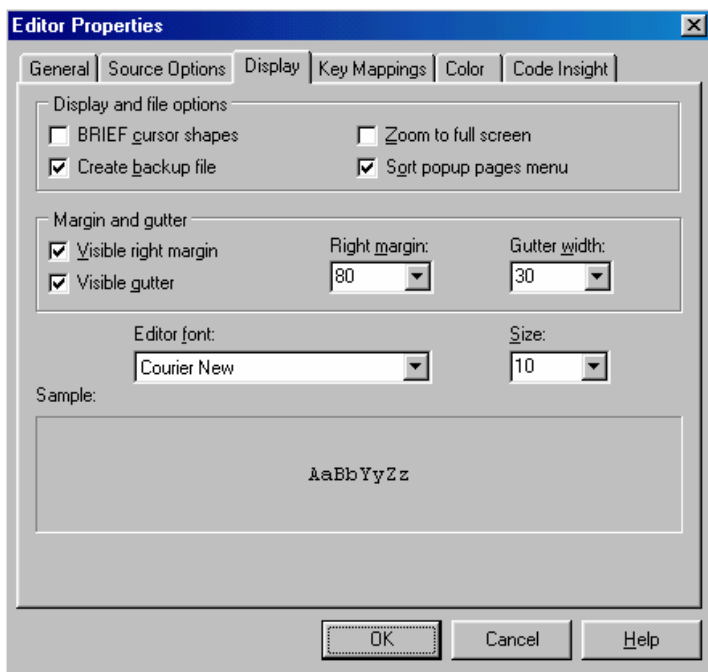 Editor Properties
General Source Options Display Key Mappings Color Code Insight
Display and file options
BRIEF cursor shapes Zoom to full screen
Create backup file Sort popup pages menu
Margin and gutter
Visible right margin Right margin: Gutter width:
80 30
Visible gutter
Editor font: Size:
Courier New 10
Sample:
AaBbYyZz
OK Cancel Help